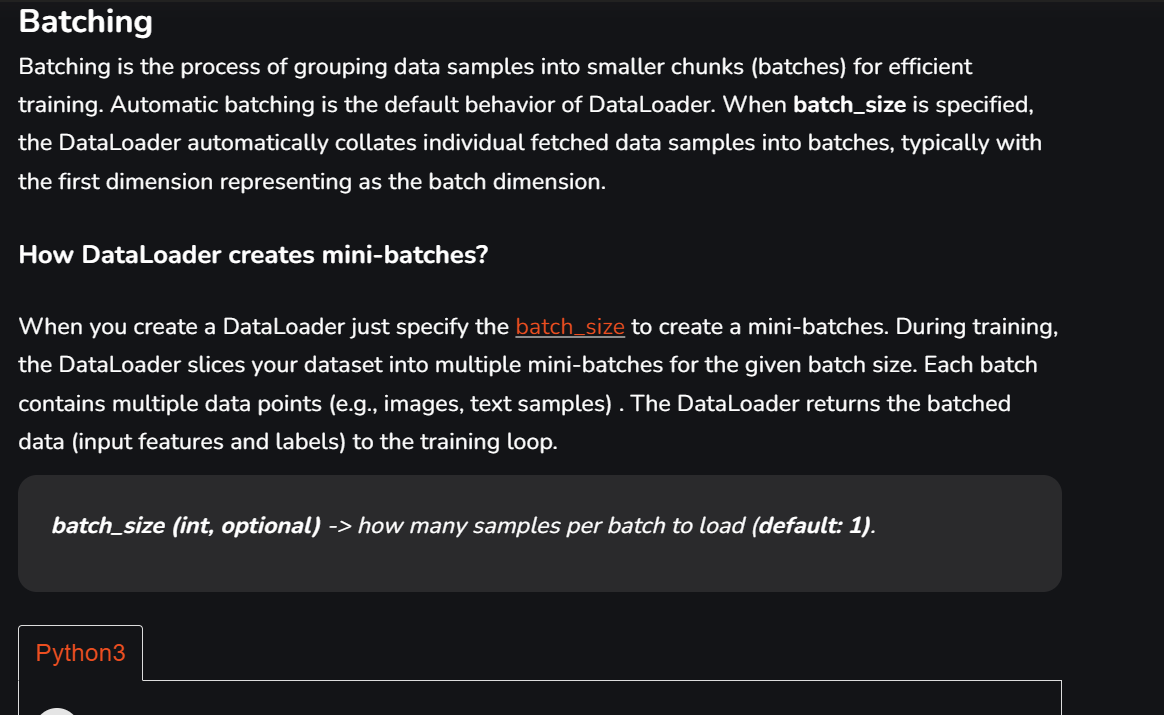 Batching
Batching is the process of grouping data samples into smaller chunks (batches) for efficient
training. Automatic batching is the default behavior of DataLoader. When batch_size is specified,
the DataLoader automatically collates individual fetched data samples into batches, typically with
the first dimension representing as the batch dimension.
How DataLoader creates mini-batches?
When you create a DataLoader just specify the batch_size to create a mini-batches. During training,
the DataLoader slices your dataset into multiple mini-batches for the given batch size. Each batch
contains multiple data points (e.g., images, text samples) . The DataLoader returns the batched
data (input features and labels) to the training loop.
batch_size (int, optional) -> how many samples per batch to load (default: 1).
Python3